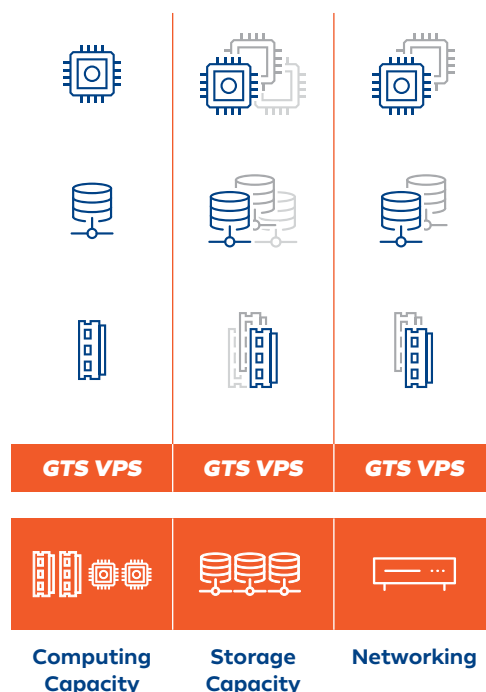 GTS VPS GTS VPS GTS VPS
Computing Capacity
Storage Capacity
Networking